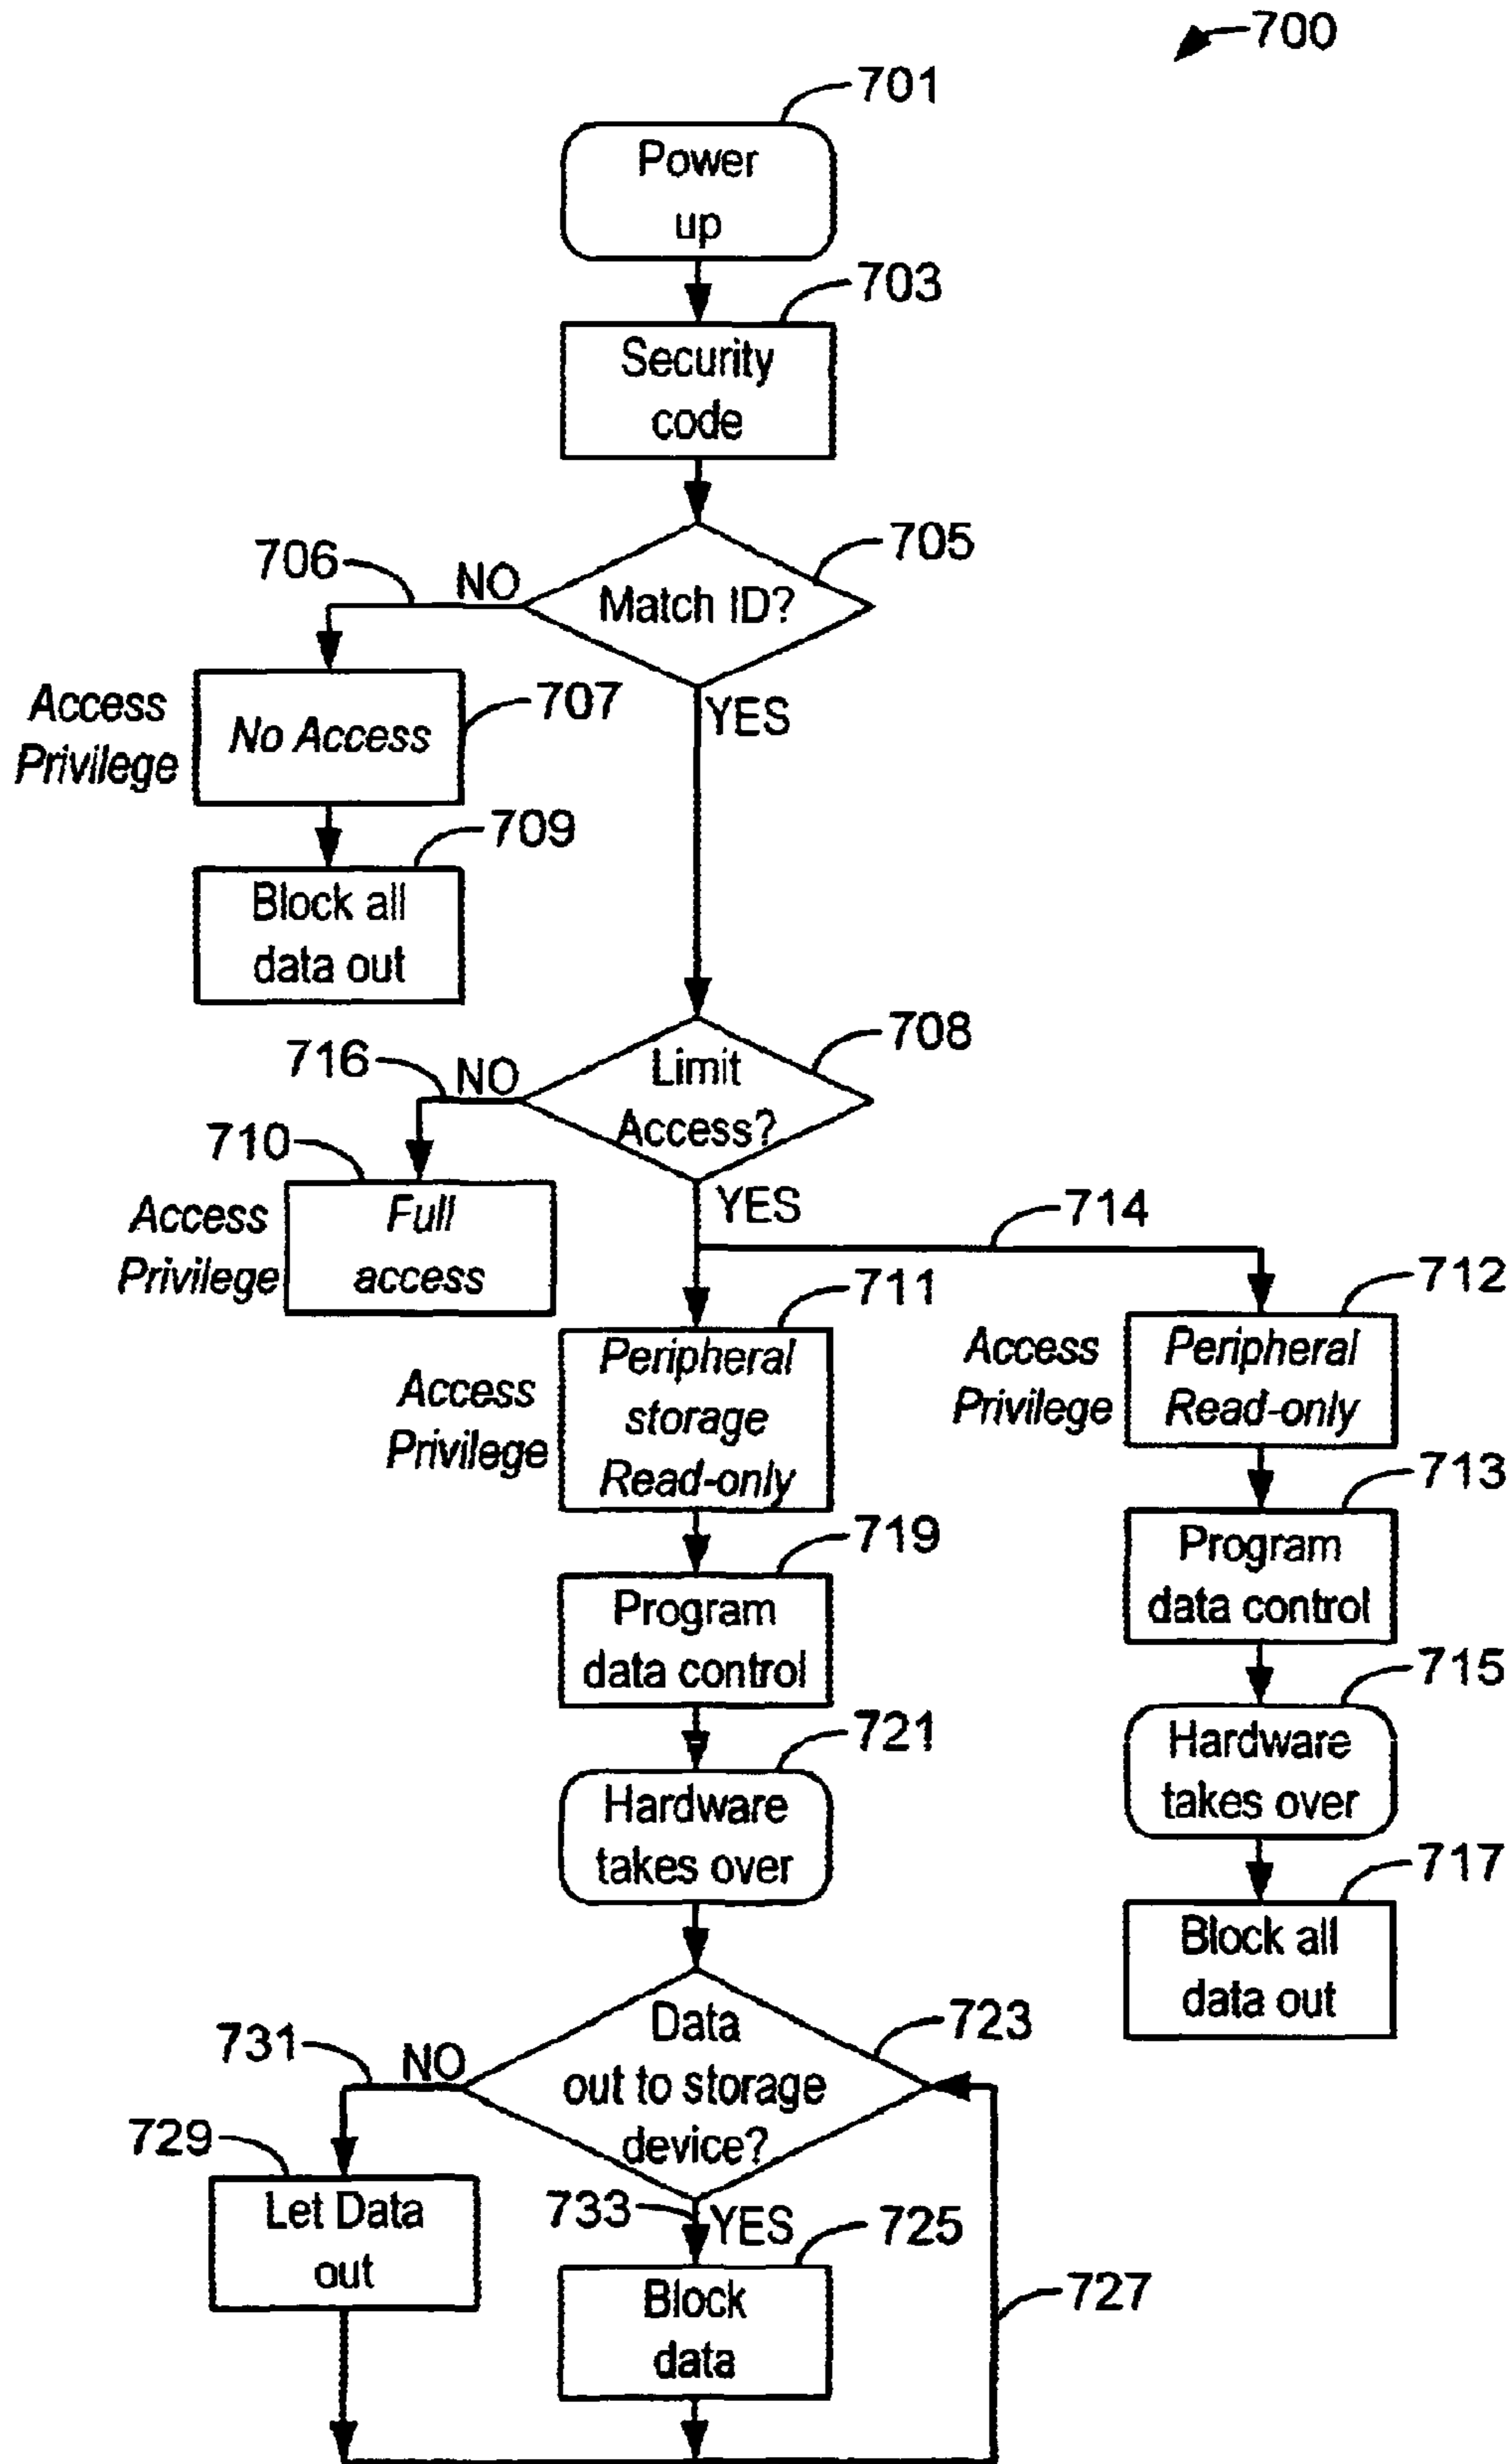 700
701
Power
up
703
Security
code
705
706
NO
Match ID?
YES
Access
Privilege
No Access
707
709
Block all
data out
708
716
NO
Limit
Access?
YES
710
Access
Privilege
Full
access
714
711
Access
Privilege
Peripheral
storage
Read-only
712
Access
Privilege
Peripheral
Read-only
719
Program
data control
713
Program
data control
721
Hardware
takes over
715
Hardware
takes over
717
Block all
data out
723
Data
out to storage
device?
731
NO
729
Let Data
out
733
YES
725
Block
data
727